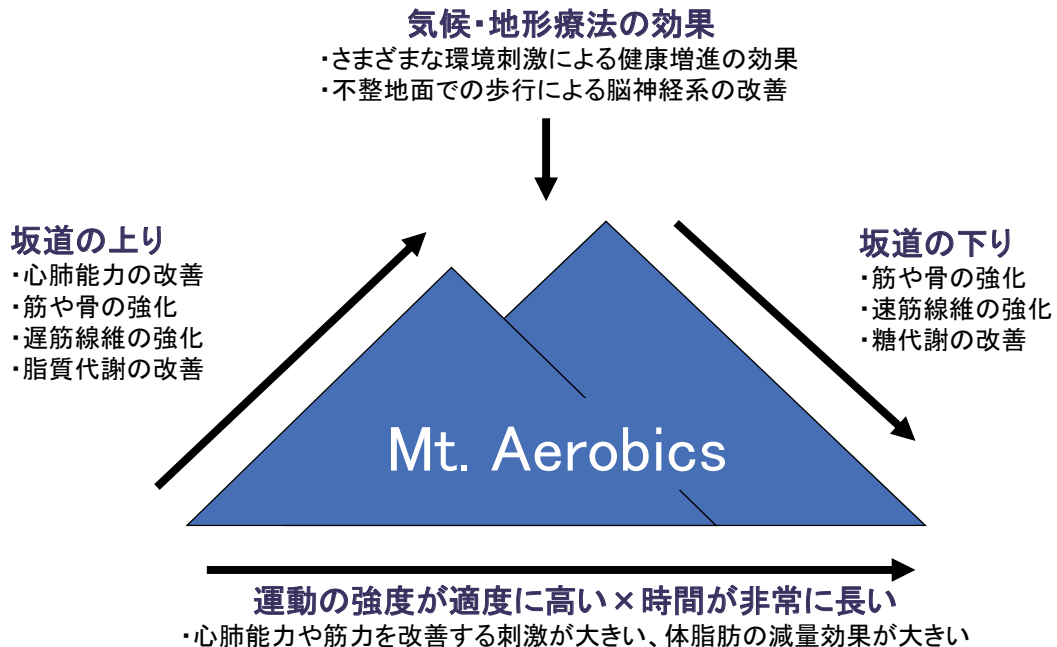 気候・地形療法の効果
・さまざまな環境刺激による健康増進の効果
・不整地面での歩行による脳神経系の改善
坂道の上り
・心肺能力の改善
・筋や骨の強化
・遅筋線維の強化
・脂質代謝の改善
坂道の下り
・筋や骨の強化
・速筋線維の強化
・糖代謝の改善
Mt. Aerobics
運動の強度が適度に高い×時間が非常に長い
・心肺能力や筋力を改善する刺激が大きい、体脂肪の減量効果が大きい